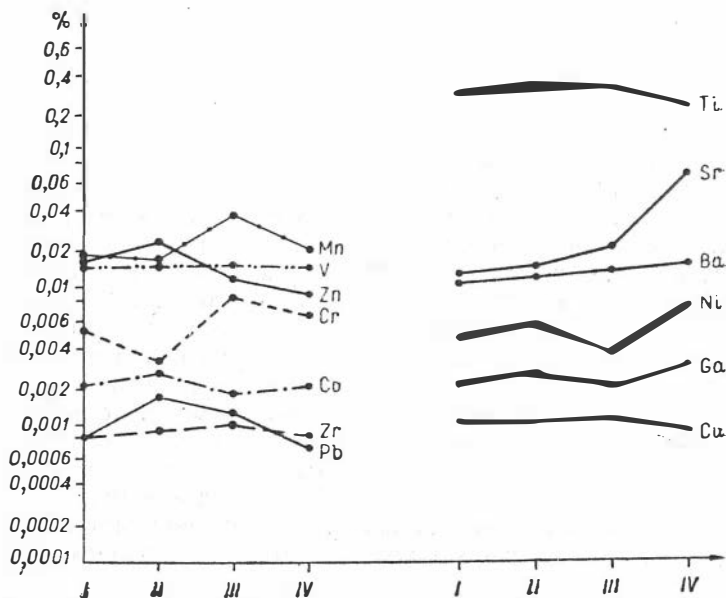 %
0,6
0,4
0,2
0,1
0,06
0,04
0,02
0,01
0,006
0,004
0,002
0,001
0,0006
0,0004
0,0002
0,0001
Mn
V
Zn
Cr
Co
Zr
Pb
I II III IV
Ti
Sr
Ba
Ni
Ga
Cu
I II III IV